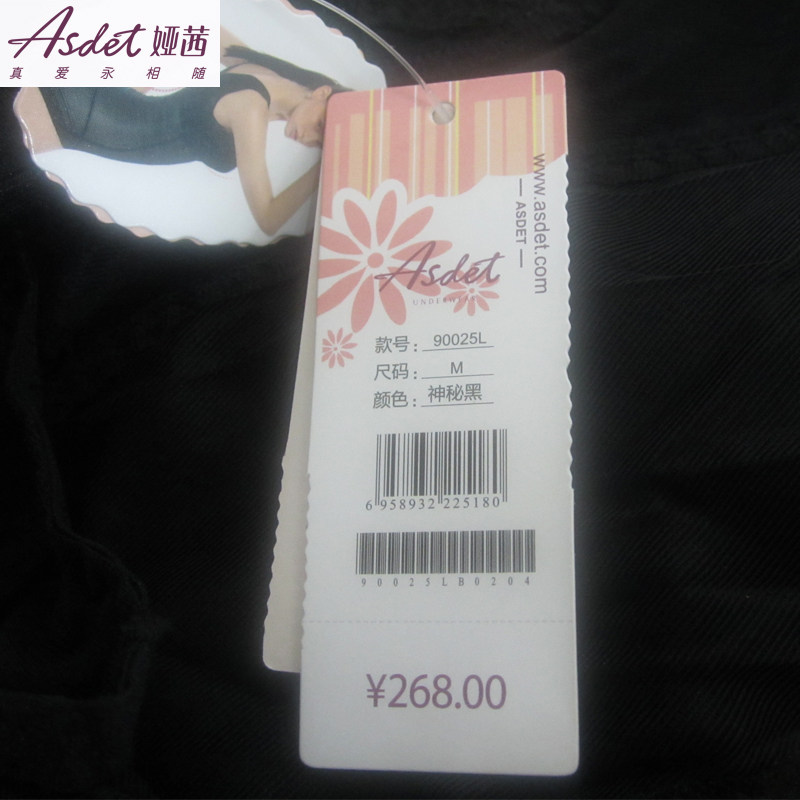 Asdet 娅茜
真爱永相随
www.asdet.com
— ASDET —
Asdet
UNDERWEAR
款号: 90025L
尺码: M
颜色: 神秘黑
6 958932 225180
90025LB0204
¥268.00